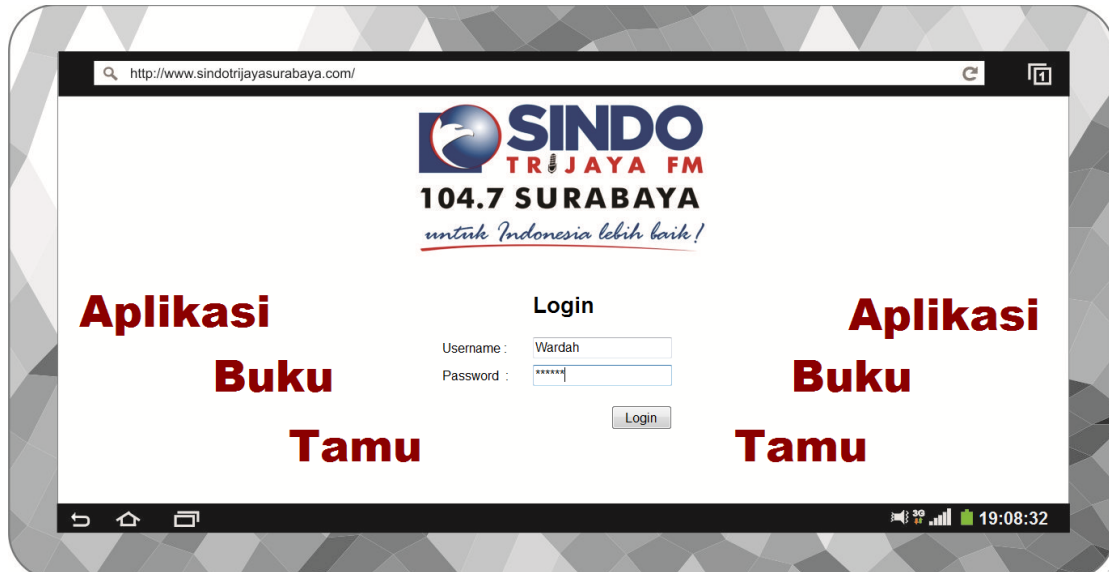 http://www.sindotrijayasurabaya.com/
1
SINDO
TRIJAYA FM
104.7 SURABAYA
untuk Indonesia lebih baik!
Login
Aplikasi
Buku
Tamu
Username : Wardah
Password : ******
Login
Aplikasi
Buku
Tamu
3G 19:08:32